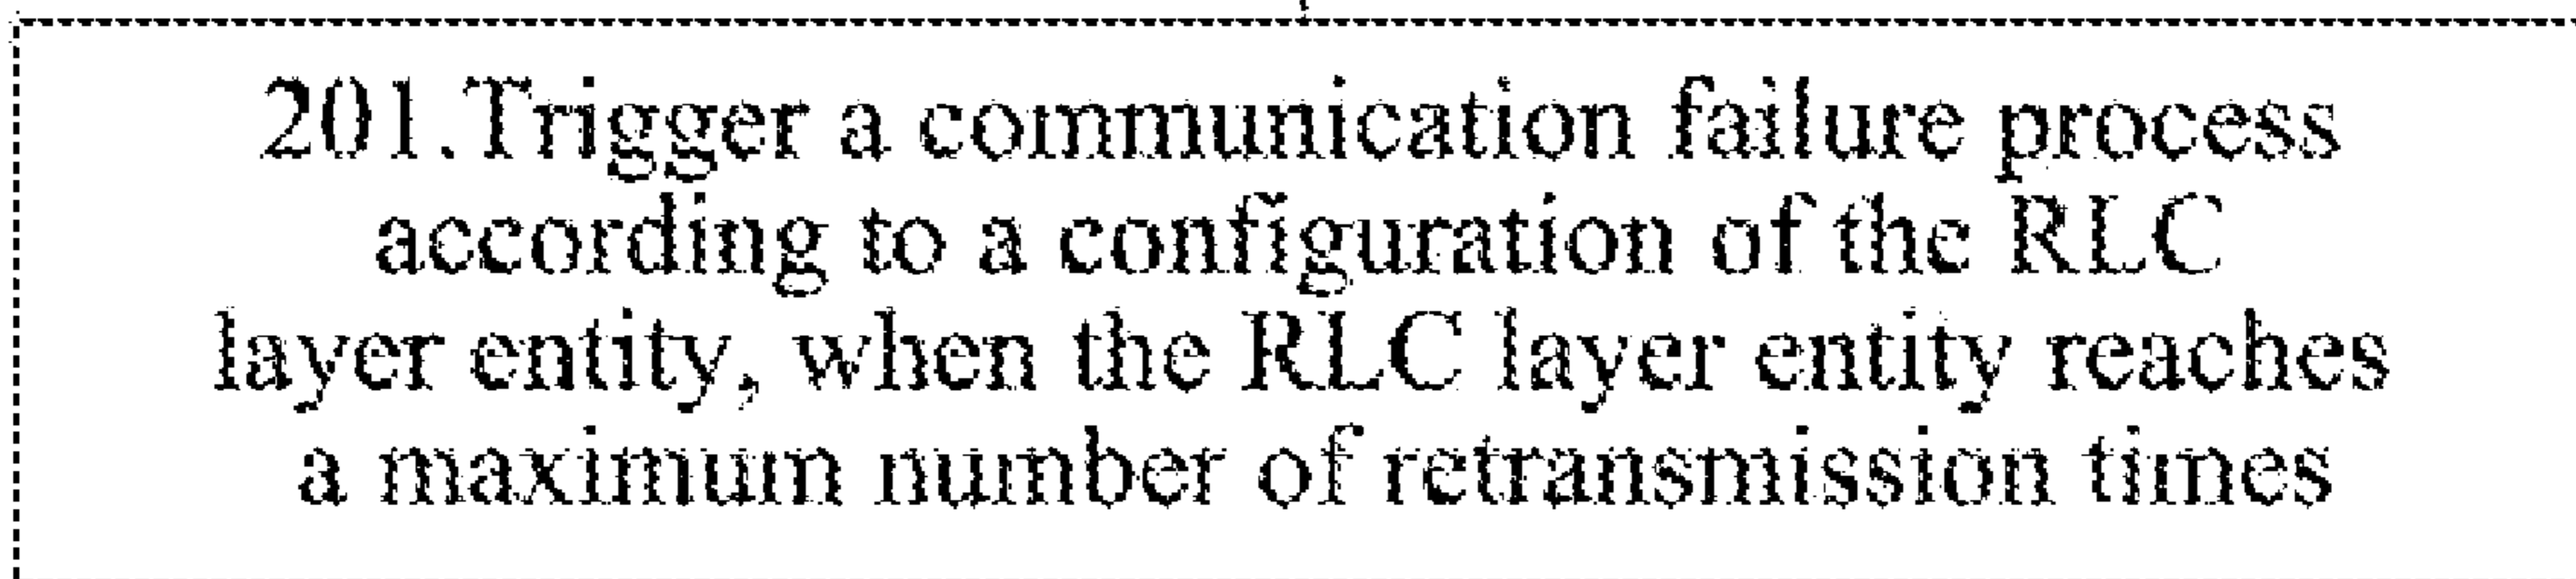 201.Trigger a communication failure process
according to a configuration of the RLC
layer entity, when the RLC layer entity reaches
a maximum number of retransmission times